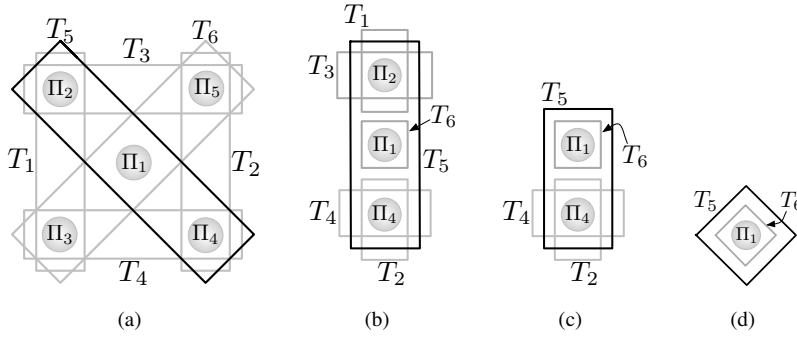 T₅ T₆
T₃
Π₂ Π₅
T₁ Π₁ T₂
Π₃ Π₄
T₄
(a)
T₁
T₃ Π₂
T₆
Π₁
T₅
T₄ Π₄
T₂
(b)
T₅
Π₁
T₆
T₄ Π₄
T₂
(c)
T₅ T₆
Π₁
(d)